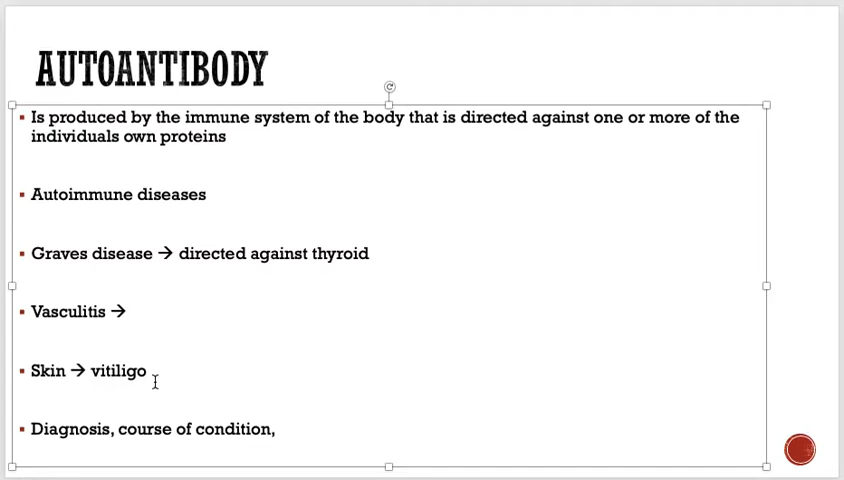 AUTOANTIBODY
▪ Is produced by the immune system of the body that is directed against one or more of the
individuals own proteins
▪ Autoimmune diseases
▪ Graves disease → directed against thyroid
▪ Vasculitis →
▪ Skin → vitiligo
▪ Diagnosis, course of condition,